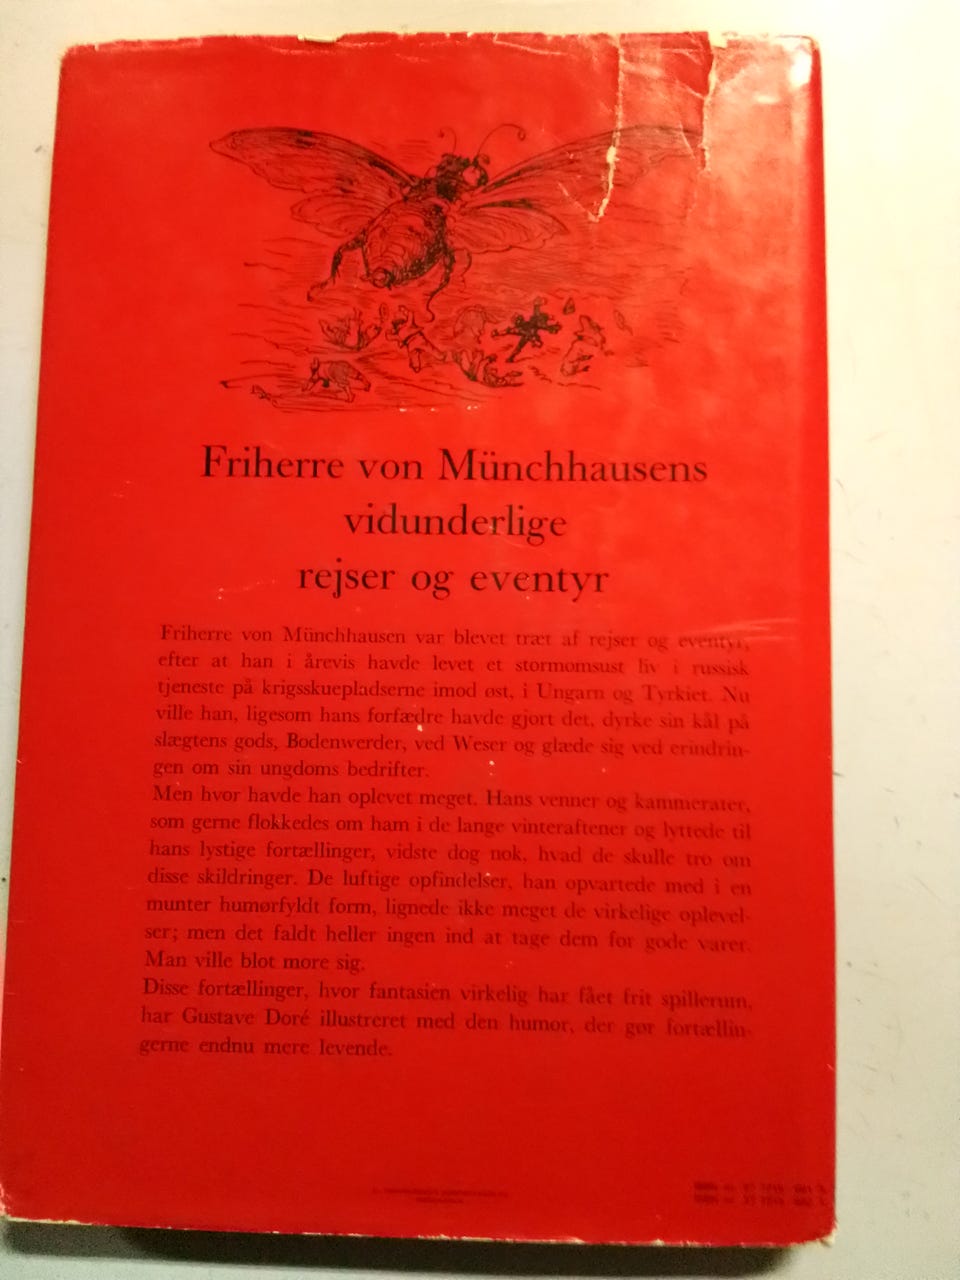 Friherre von Münchhausens
vidunderlige
rejser og eventyr
Friherre von Münchhausen var blevet træt af rejser og eventyr,
efter at han i årevis havde levet et stormomsust liv i russisk
tjeneste på krigsskuepladserne imod øst, i Ungarn og Tyrkiet. Nu
ville han, ligesom hans forfædre havde gjort det, dyrke sin kål på
slægtens gods, Bodenwerder, ved Weser og glæde sig ved erindrin-
gen om sin ungdoms bedrifter.
Men hvor havde han oplevet meget. Hans venner og kammerater,
som gerne flokkedes om ham i de lange vinteraftener og lyttede til
hans lystige fortællinger, vidste dog nok, hvad de skulle tro om
disse skildringer. De luftige opfindelser, han opvartede med i en
munter humørfyldt form, lignede ikke meget de virkelige oplevel-
ser; men det faldt heller ingen ind at tage dem for gode varer.
Man ville blot more sig.
Disse fortællinger, hvor fantasien virkelig har fået frit spillerum,
har Gustave Doré illustreret med den humor, der gør fortællin-
gerne endnu mere levende.